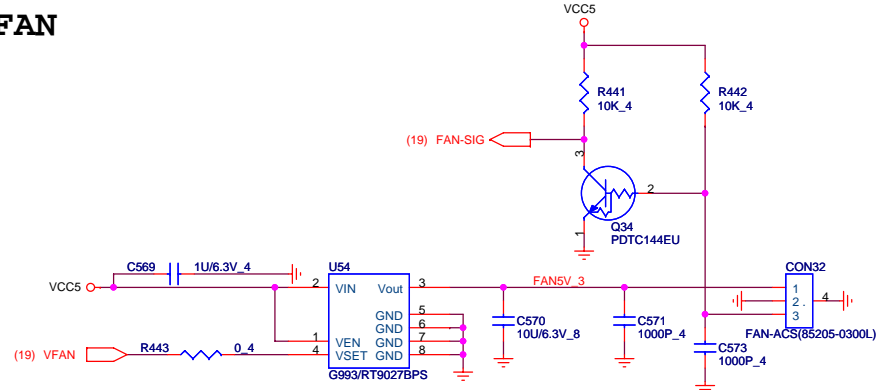 FAN
VCC5
R441
10K_4
R442
10K_4
(19) FAN-SIG
3
2
1
Q34
PDTC144EU
C569
1U/6.3V_4
U54
VCC5
2
VIN
Vout
3
FAN5V_3
GND
5
GND
6
GND
7
GND
8
1
VEN
4
VSET
(19) VFAN
R443
0_4
G993/RT9027BPS
C570
10U/6.3V_8
C571
1000P_4
CON32
1
2
3
4
FAN-ACS(85205-0300L)
C573
1000P_4